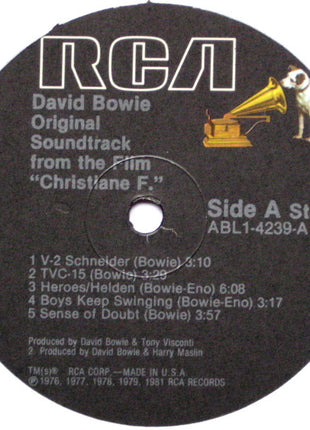 RCA
David Bowie
Original
Soundtrack
from the Film
"Christiane F."
Side A St
ABL1-4239-A
1 V-2 Schneider (Bowie) 3:10
2 TVC-15 (Bowie) 3:29
3 Heroes/Helden (Bowie-Eno) 6:08
4 Boys Keep Swinging (Bowie-Eno) 3:17
5 Sense of Doubt (Bowie) 3:57
Produced by David Bowie & Tony Visconti
2. Produced by David Bowie & Harry Maslin
TM(s)® RCA CORP.—MADE IN U.S.A.
℗ 1976, 1977, 1978, 1979, 1981 RCA RECORDS